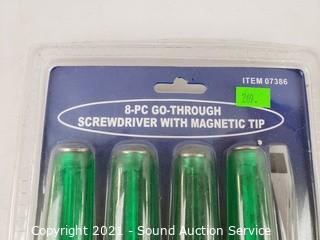 ITEM 07386
8-PC GO-THROUGH
SCREWDRIVER WITH MAGNETIC TIP
Copyright 2021 - Sound Auction Service